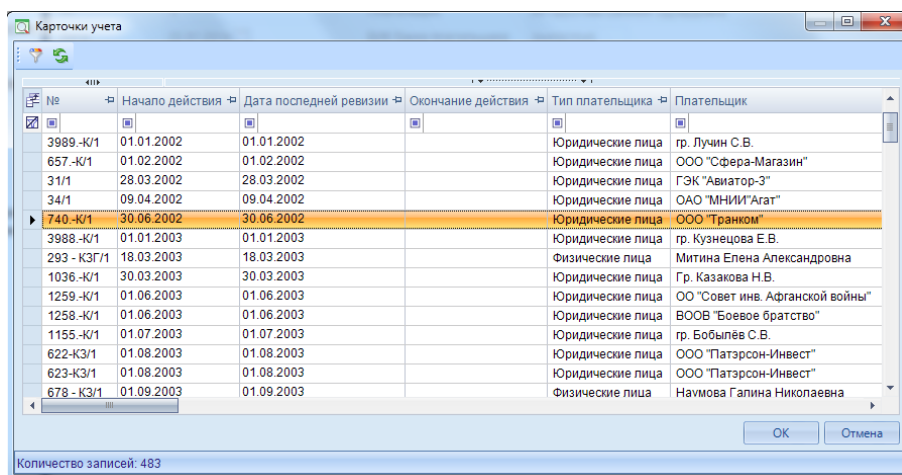 Карточки учета
№ Начало действия Дата последней ревизии Окончание действия Тип плательщика Плательщик
3989.-К/1 01.01.2002 01.01.2002 Юридические лица гр. Лучин С.В.
657.-К/1 01.02.2002 01.02.2002 Юридические лица ООО "Сфера-Магазин"
31/1 28.03.2002 28.03.2002 Юридические лица ГЭК "Авиатор-3"
34/1 09.04.2002 09.04.2002 Юридические лица ОАО "МНИИ"Агат"
740.-К/1 30.06.2002 30.06.2002 Юридические лица ООО "Транком"
3988.-К/1 01.01.2003 01.01.2003 Юридические лица гр. Кузнецова Е.В.
293 - КЗГ/1 18.03.2003 18.03.2003 Физические лица Митина Елена Александровна
1036.-К/1 30.03.2003 30.03.2003 Юридические лица Гр. Казакова Н.В.
1259.-К/1 01.06.2003 01.06.2003 Юридические лица ОО "Совет инв. Афганской войны"
1258.-К/1 01.06.2003 01.06.2003 Юридические лица ВООВ "Боевое братство"
1155.-К/1 01.07.2003 01.07.2003 Юридические лица гр. Бобылёв С.В.
622-КЗ/1 01.08.2003 01.08.2003 Юридические лица ООО "Патэрсон-Инвест"
623-КЗ/1 01.08.2003 01.08.2003 Юридические лица ООО "Патэрсон-Инвест"
678 - КЗ/1 01.09.2003 01.09.2003 Физические лица Наумова Галина Николаевна
ОК Отмена
Количество записей: 483